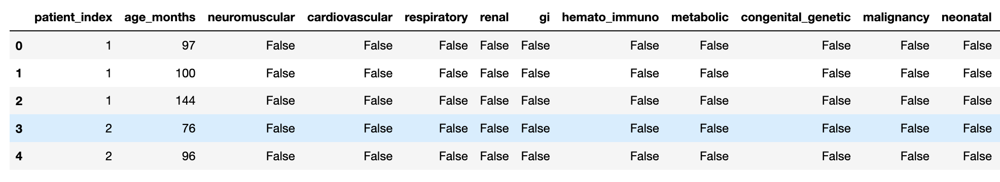 patient_index age_months neuromuscular cardiovascular respiratory renal gi hemato_immuno metabolic congenital_genetic malignancy neonatal
0 1 97 False False False False False False False False False False
1 1 100 False False False False False False False False False False
2 1 144 False False False False False False False False False False
3 2 76 False False False False False False False False False False
4 2 96 False False False False False False False False False False